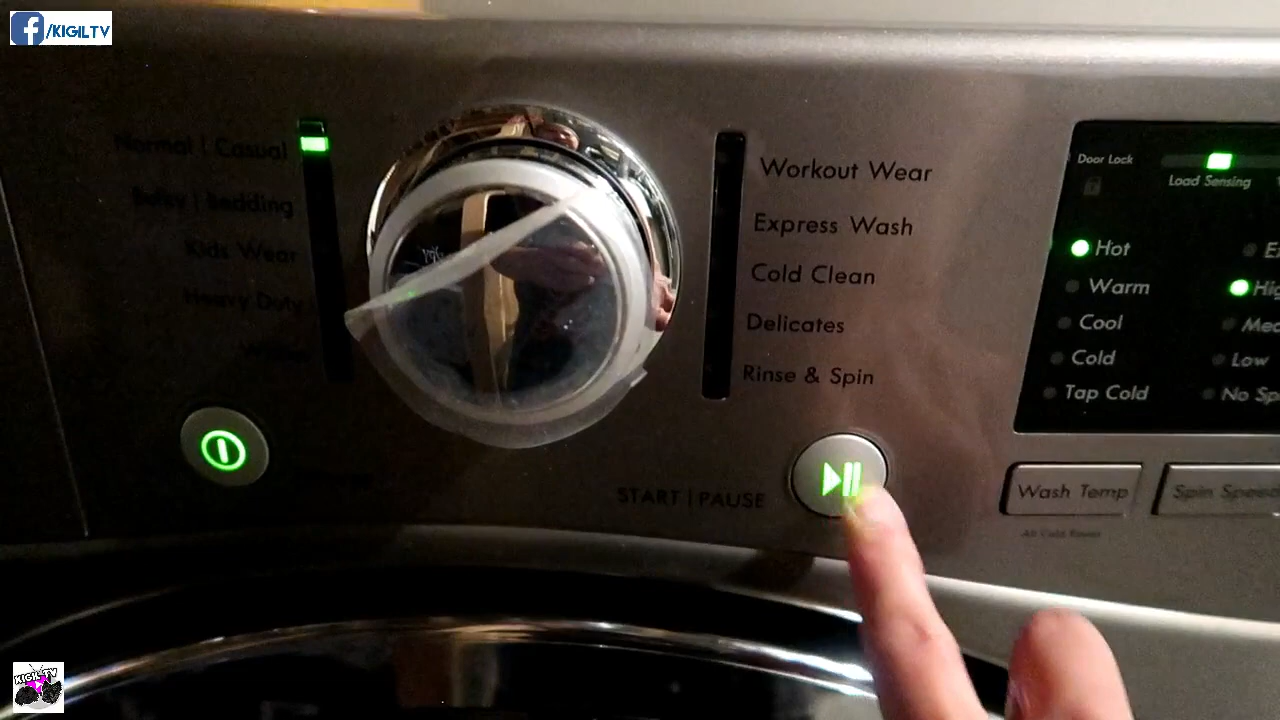 /KIGILTV
Normal | Casual
Bulky | Bedding
Kids Wear
Heavy Duty
Workout Wear
Express Wash
Cold Clean
Delicates
Rinse & Spin
START | PAUSE
Door Lock
Load Sensing
Hot
Warm
Cool
Cold
Tap Cold
Low
Wash Temp
Spin Speed
KIGILTV